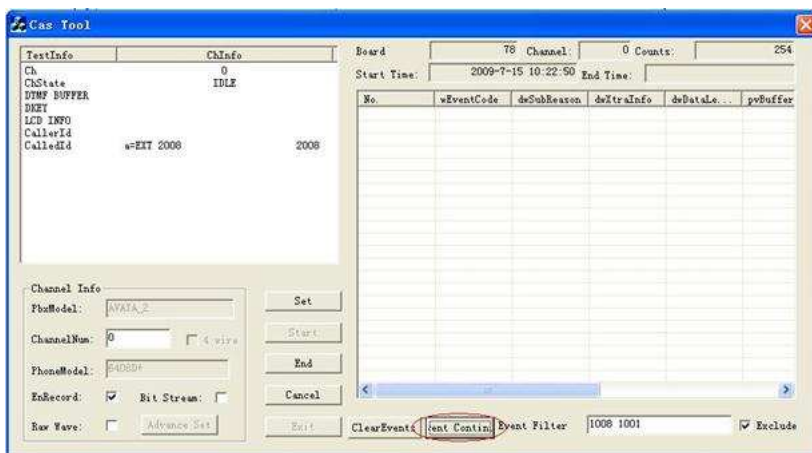 Cas Tool
TestInfo ChInfo
Ch 0
ChState IDLE
DTMF BUFFER
DKEY
LCD INFO
CallerId
CalledId a=EXT 2008 2008
Board 78 Channel: 0 Counts: 254
Start Time: 2009-7-15 10:22:50 End Time:
No. wEventCode dwSubReason dwXtraInfo dwDataLe... pvBuffer
Channel Info
PbxModel: AVAYA_2
ChannelNum: 0 4 wire
PhoneModel: 6408D+
EnRecord: Bit Stream:
Raw Wave: Advance Set
Set
Start
End
Cancel
Exit
ClearEvents ent Contin Event Filter 1008 1001 Exclude